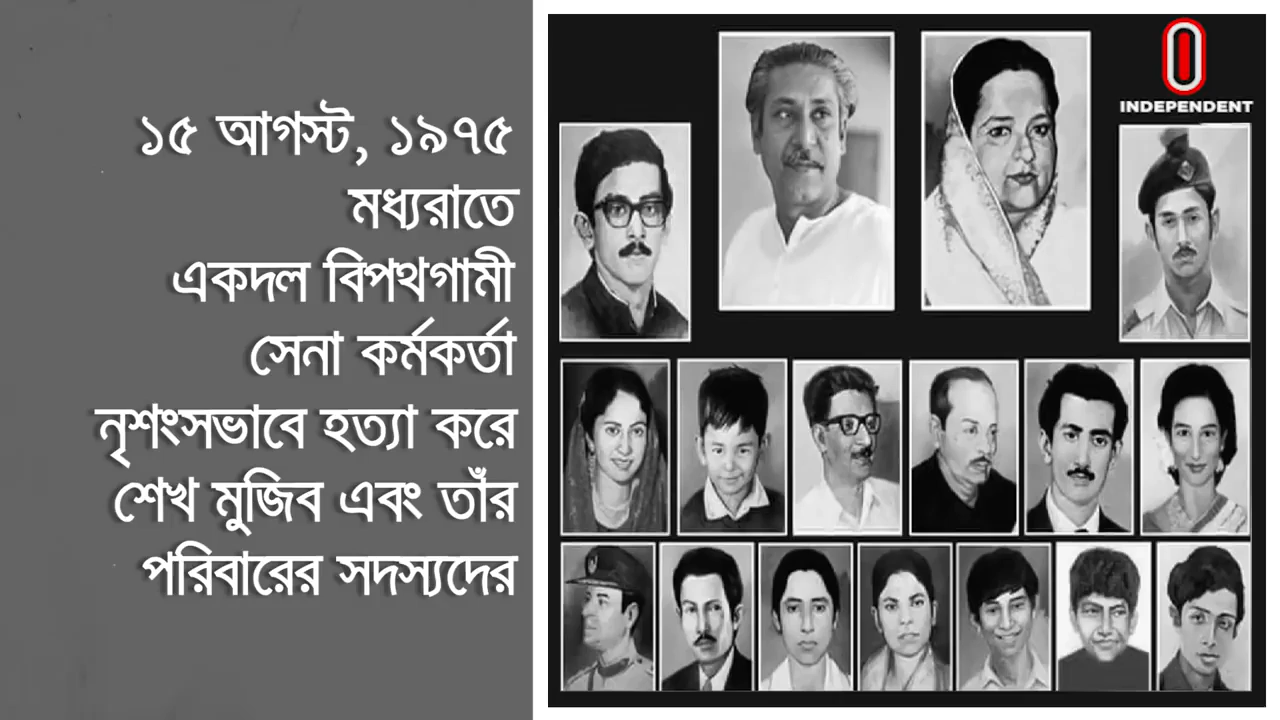 ১৫ আগস্ট, ১৯৭৫
মধ্যরাতে
একদল বিপথগামী
সেনা কর্মকর্তা
নৃশংসভাবে হত্যা করে
শেখ মুজিব এবং তাঁর
পরিবারের সদস্যদের
INDEPENDENT